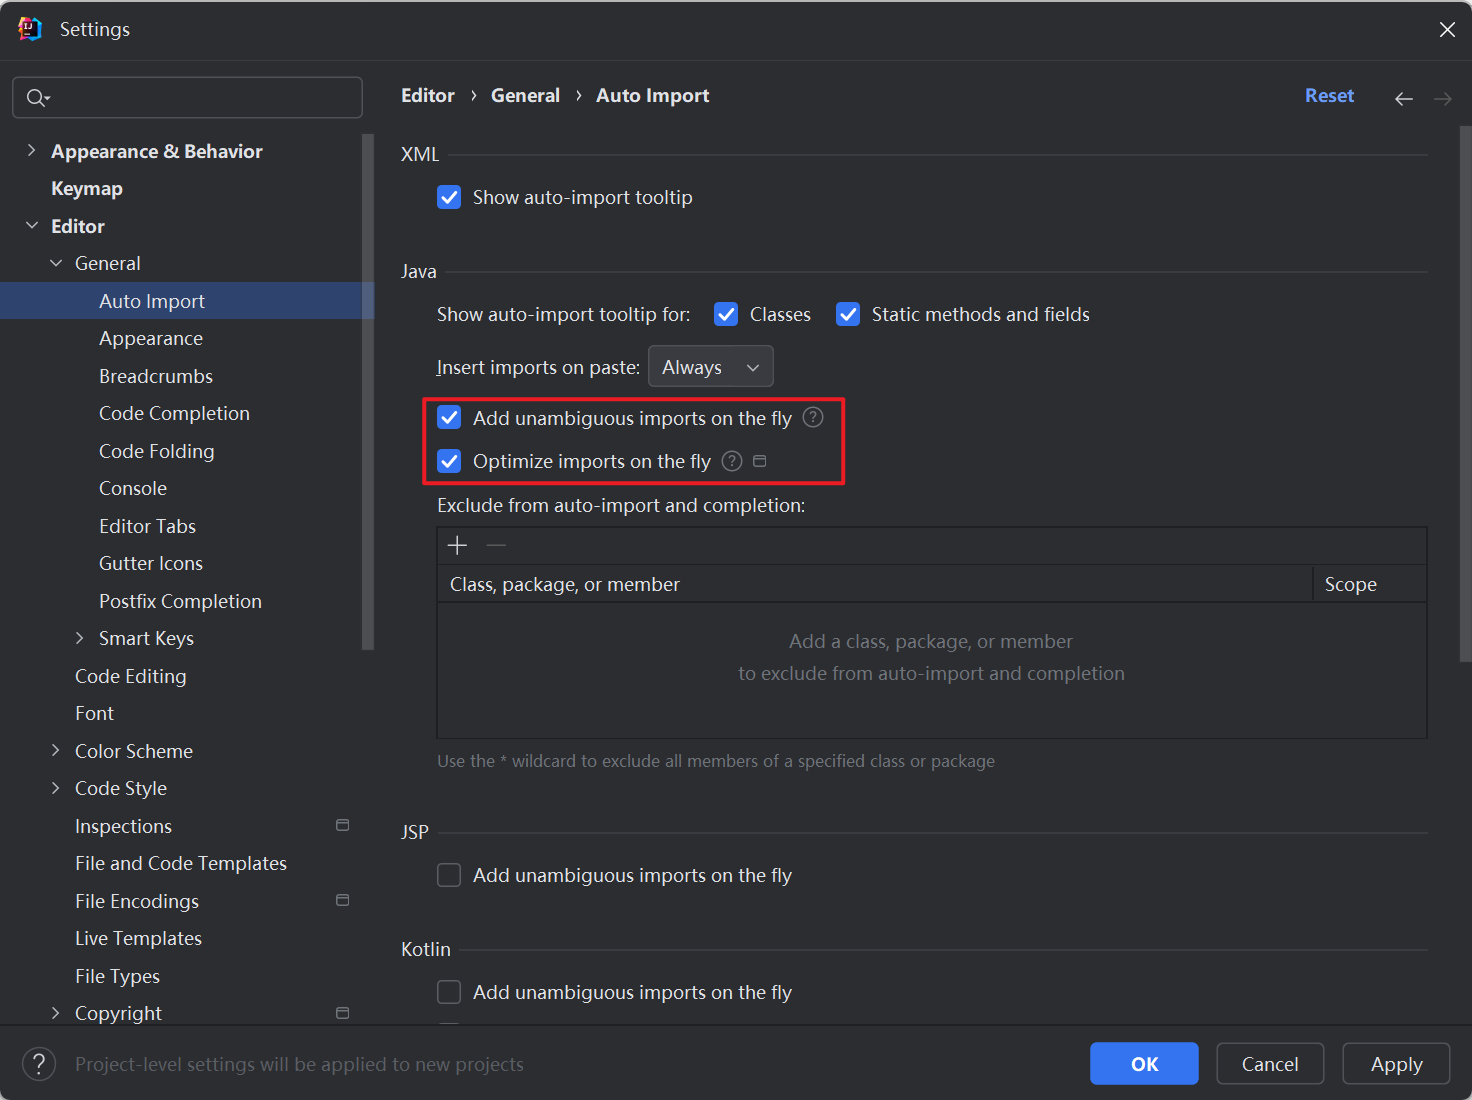 Settings
Editor › General › Auto Import
Reset
Appearance & Behavior
Keymap
Editor
General
Auto Import
Appearance
Breadcrumbs
Code Completion
Code Folding
Console
Editor Tabs
Gutter Icons
Postfix Completion
Smart Keys
Code Editing
Font
Color Scheme
Code Style
Inspections
File and Code Templates
File Encodings
Live Templates
File Types
Copyright
XML
Show auto-import tooltip
Java
Show auto-import tooltip for: Classes Static methods and fields
Insert imports on paste: Always
Add unambiguous imports on the fly ?
Optimize imports on the fly ?
Exclude from auto-import and completion:
Class, package, or member Scope
Add a class, package, or member
to exclude from auto-import and completion
Use the * wildcard to exclude all members of a specified class or package
JSP
Add unambiguous imports on the fly
Kotlin
Add unambiguous imports on the fly
? Project-level settings will be applied to new projects
OK Cancel Apply